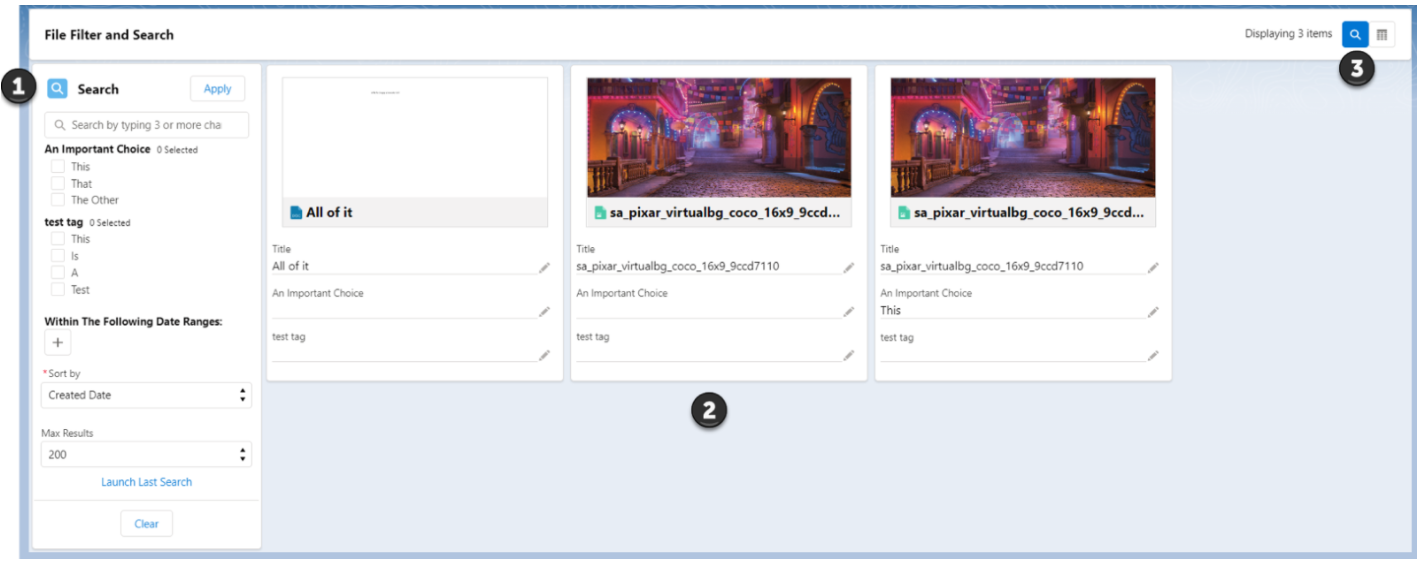 File Filter and Search
Displaying 3 items
1
3
Search
Apply
Search by typing 3 or more cha
An Important Choice 0 Selected
This
That
The Other
test tag 0 Selected
This
Is
A
Test
Within The Following Date Ranges:
+
*Sort by
Created Date
Max Results
200
Launch Last Search
Clear
All of it
Title
All of it
An Important Choice
test tag
sa_pixar_virtualbg_coco_16x9_9ccd...
Title
sa_pixar_virtualbg_coco_16x9_9ccd7110
An Important Choice
test tag
sa_pixar_virtualbg_coco_16x9_9ccd...
Title
sa_pixar_virtualbg_coco_16x9_9ccd7110
An Important Choice
This
test tag
2